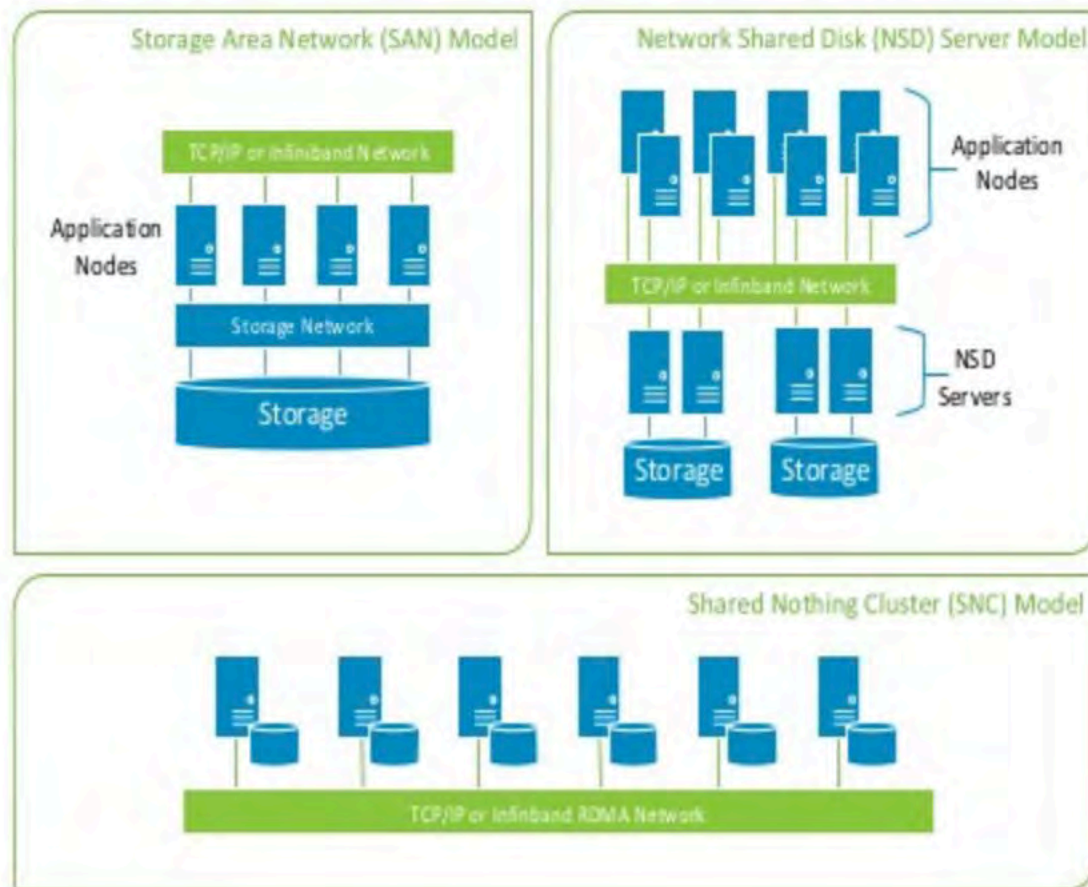 Storage Area Network (SAN) Model
TCP/IP or Infiniband Network
Application
Nodes
Storage Network
Storage
Network Shared Disk (NSD) Server Model
Application
Nodes
TCP/IP or Infinband Network
NSD
Servers
Storage
Storage
Shared Nothing Cluster (SNC) Model
TCP/IP or Infinband RDMA Network